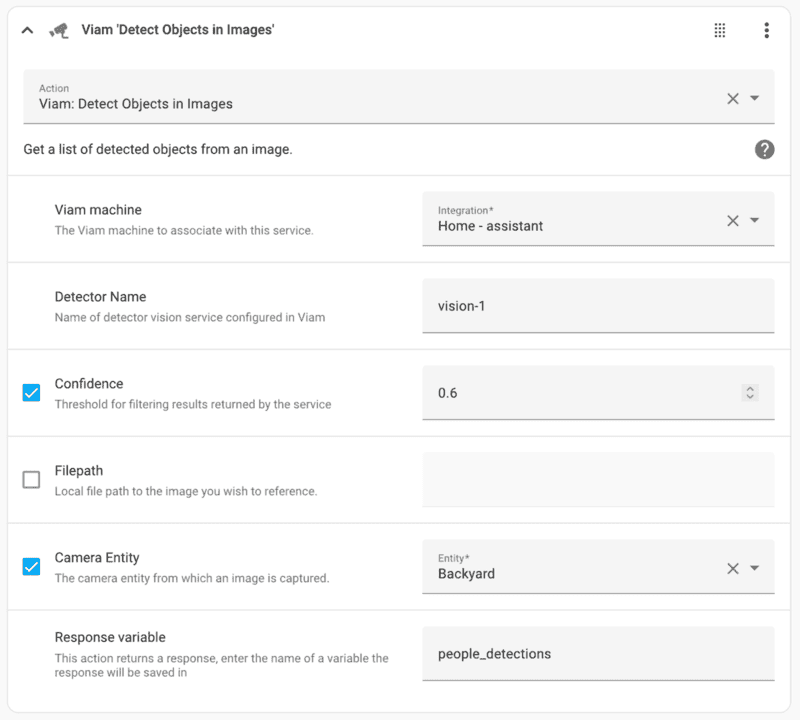 Viam 'Detect Objects in Images'
Action
Viam: Detect Objects in Images
Get a list of detected objects from an image.
Viam machine
The Viam machine to associate with this service.
Integration*
Home - assistant
Detector Name
Name of detector vision service configured in Viam
vision-1
Confidence
Threshold for filtering results returned by the service
0.6
Filepath
Local file path to the image you wish to reference.
Camera Entity
The camera entity from which an image is captured.
Entity*
Backyard
Response variable
This action returns a response, enter the name of a variable the
response will be saved in
people_detections